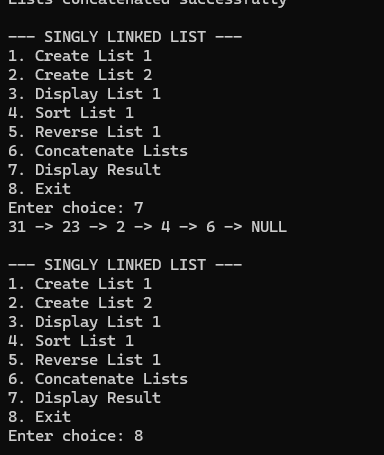 Lists concatenated successfully
--- SINGLY LINKED LIST ---
1. Create List 1
2. Create List 2
3. Display List 1
4. Sort List 1
5. Reverse List 1
6. Concatenate Lists
7. Display Result
8. Exit
Enter choice: 7
31 -> 23 -> 2 -> 4 -> 6 -> NULL
--- SINGLY LINKED LIST ---
1. Create List 1
2. Create List 2
3. Display List 1
4. Sort List 1
5. Reverse List 1
6. Concatenate Lists
7. Display Result
8. Exit
Enter choice: 8